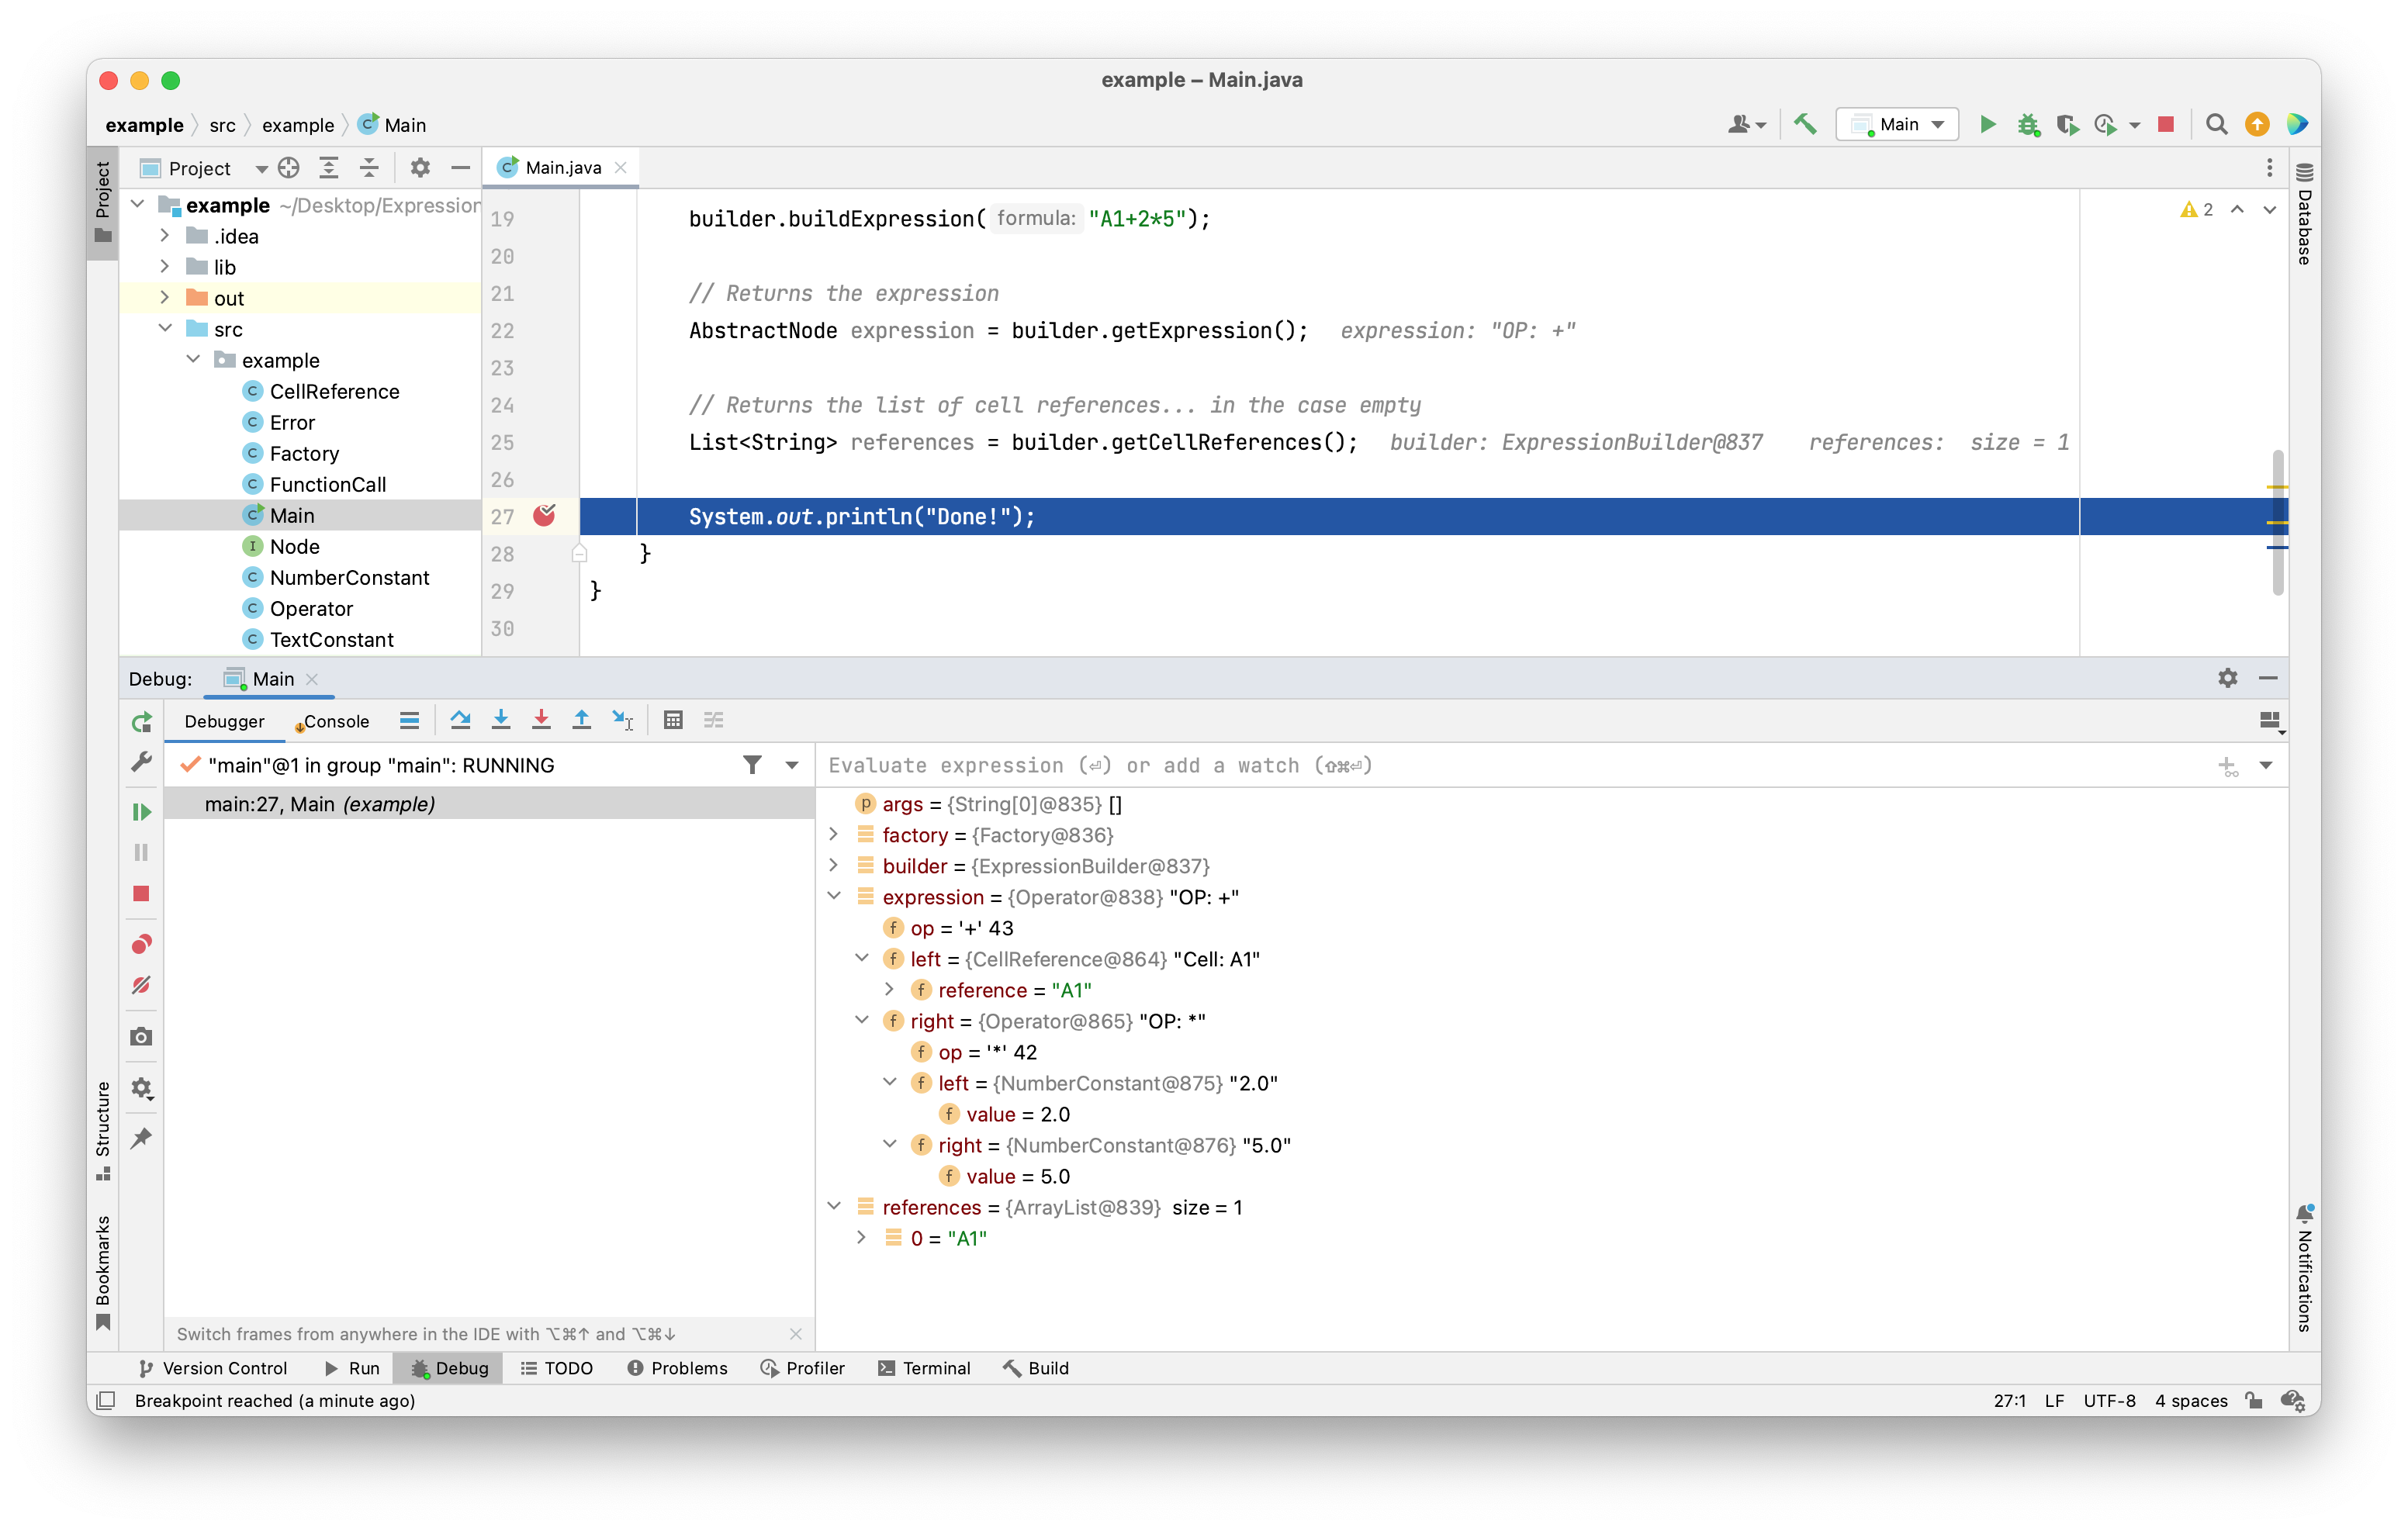 example – Main.java
example src example Main
Main
Project
Main.java
Project
example ~/Desktop/Expression
.idea
lib
out
src
example
CellReference
Error
Factory
FunctionCall
Main
Node
NumberConstant
Operator
TextConstant
19 builder.buildExpression( formula: "A1+2*5");
20
21 // Returns the expression
22 AbstractNode expression = builder.getExpression(); expression: "OP: +"
23
24 // Returns the list of cell references... in the case empty
25 List<String> references = builder.getCellReferences(); builder: ExpressionBuilder@837 references: size = 1
26
27 System.out.println("Done!");
28 }
29 }
30
2
Database
Debug: Main
Debugger Console
"main"@1 in group "main": RUNNING
main:27, Main (example)
Evaluate expression (⏎) or add a watch (⇧⌘⏎)
p args = {String[0]@835} []
factory = {Factory@836}
builder = {ExpressionBuilder@837}
expression = {Operator@838} "OP: +"
f op = '+' 43
f left = {CellReference@864} "Cell: A1"
f reference = "A1"
f right = {Operator@865} "OP: *"
f op = '*' 42
f left = {NumberConstant@875} "2.0"
f value = 2.0
f right = {NumberConstant@876} "5.0"
f value = 5.0
references = {ArrayList@839} size = 1
0 = "A1"
Structure
Bookmarks
Notifications
Switch frames from anywhere in the IDE with ⌥⌘↑ and ⌥⌘↓
Version Control Run Debug TODO Problems Profiler Terminal Build
Breakpoint reached (a minute ago)
27:1 LF UTF-8 4 spaces